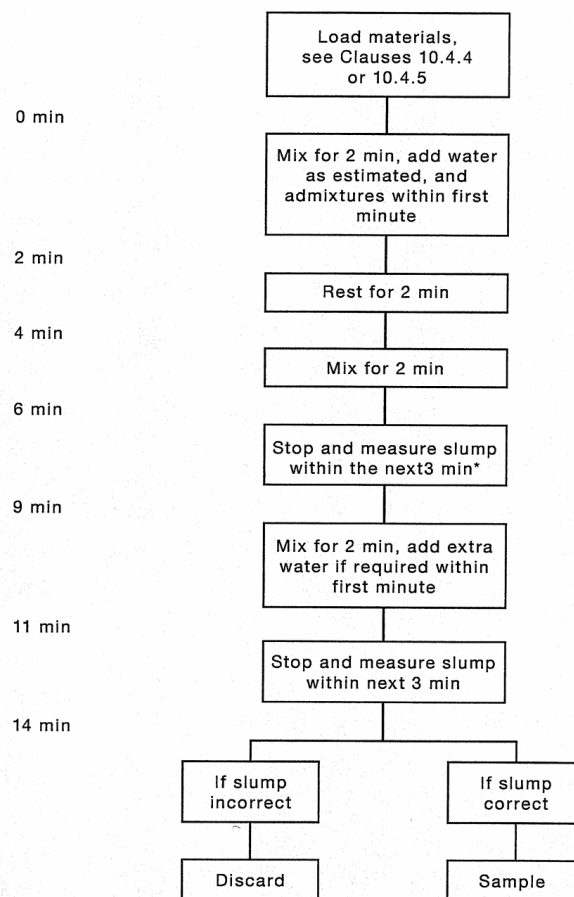 Load materials,
see Clauses 10.4.4
or 10.4.5
0 min
Mix for 2 min, add water
as estimated, and
admixtures within first
minute
2 min
Rest for 2 min
4 min
Mix for 2 min
6 min
Stop and measure slump
within the next3 min*
9 min
Mix for 2 min, add extra
water if required within
first minute
11 min
Stop and measure slump
within next 3 min
14 min
If slump
incorrect
If slump
correct
Discard
Sample